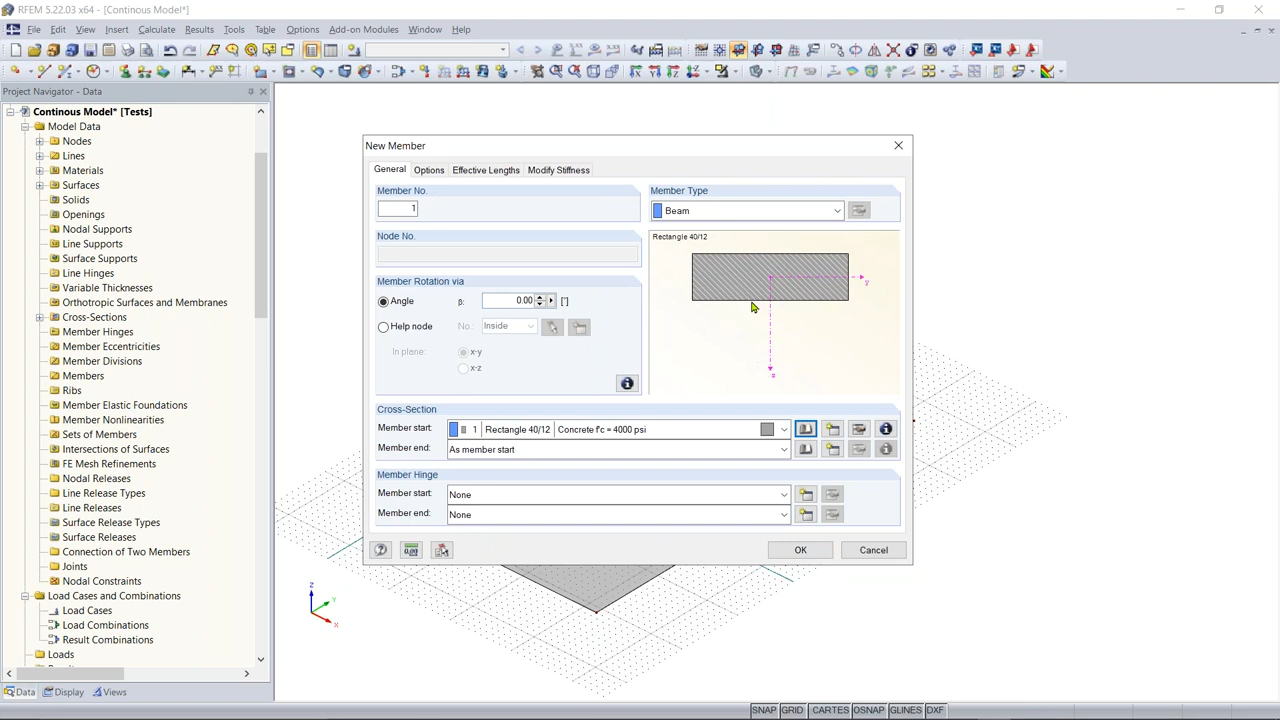 RFEM 5.22.03 x64 - [Continous Model*]
File Edit View Insert Calculate Results Tools Table Options Add-on Modules Window Help
Project Navigator - Data
Continous Model* [Tests]
Model Data
Nodes
Lines
Materials
Surfaces
Solids
Openings
Nodal Supports
Line Supports
Surface Supports
Line Hinges
Variable Thicknesses
Orthotropic Surfaces and Membranes
Cross-Sections
Member Hinges
Member Eccentricities
Member Divisions
Members
Ribs
Member Elastic Foundations
Member Nonlinearities
Sets of Members
Intersections of Surfaces
FE Mesh Refinements
Nodal Releases
Line Release Types
Line Releases
Surface Release Types
Surface Releases
Connection of Two Members
Joints
Nodal Constraints
Load Cases and Combinations
Load Cases
Load Combinations
Result Combinations
Loads
Data Display Views
New Member
General Options Effective Lengths Modify Stiffness
Member No.
1
Node No.
Member Rotation via
Angle β: 0.00 [°]
Help node No.: Inside
In plane: x-y
x-z
Member Type
Beam
Rectangle 40/12
y
z
Cross-Section
Member start: 1 Rectangle 40/12 Concrete f'c = 4000 psi
Member end: As member start
Member Hinge
Member start: None
Member end: None
0.00
OK Cancel
Z
Y
X
SNAP GRID CARTES OSNAP GLINES DXF